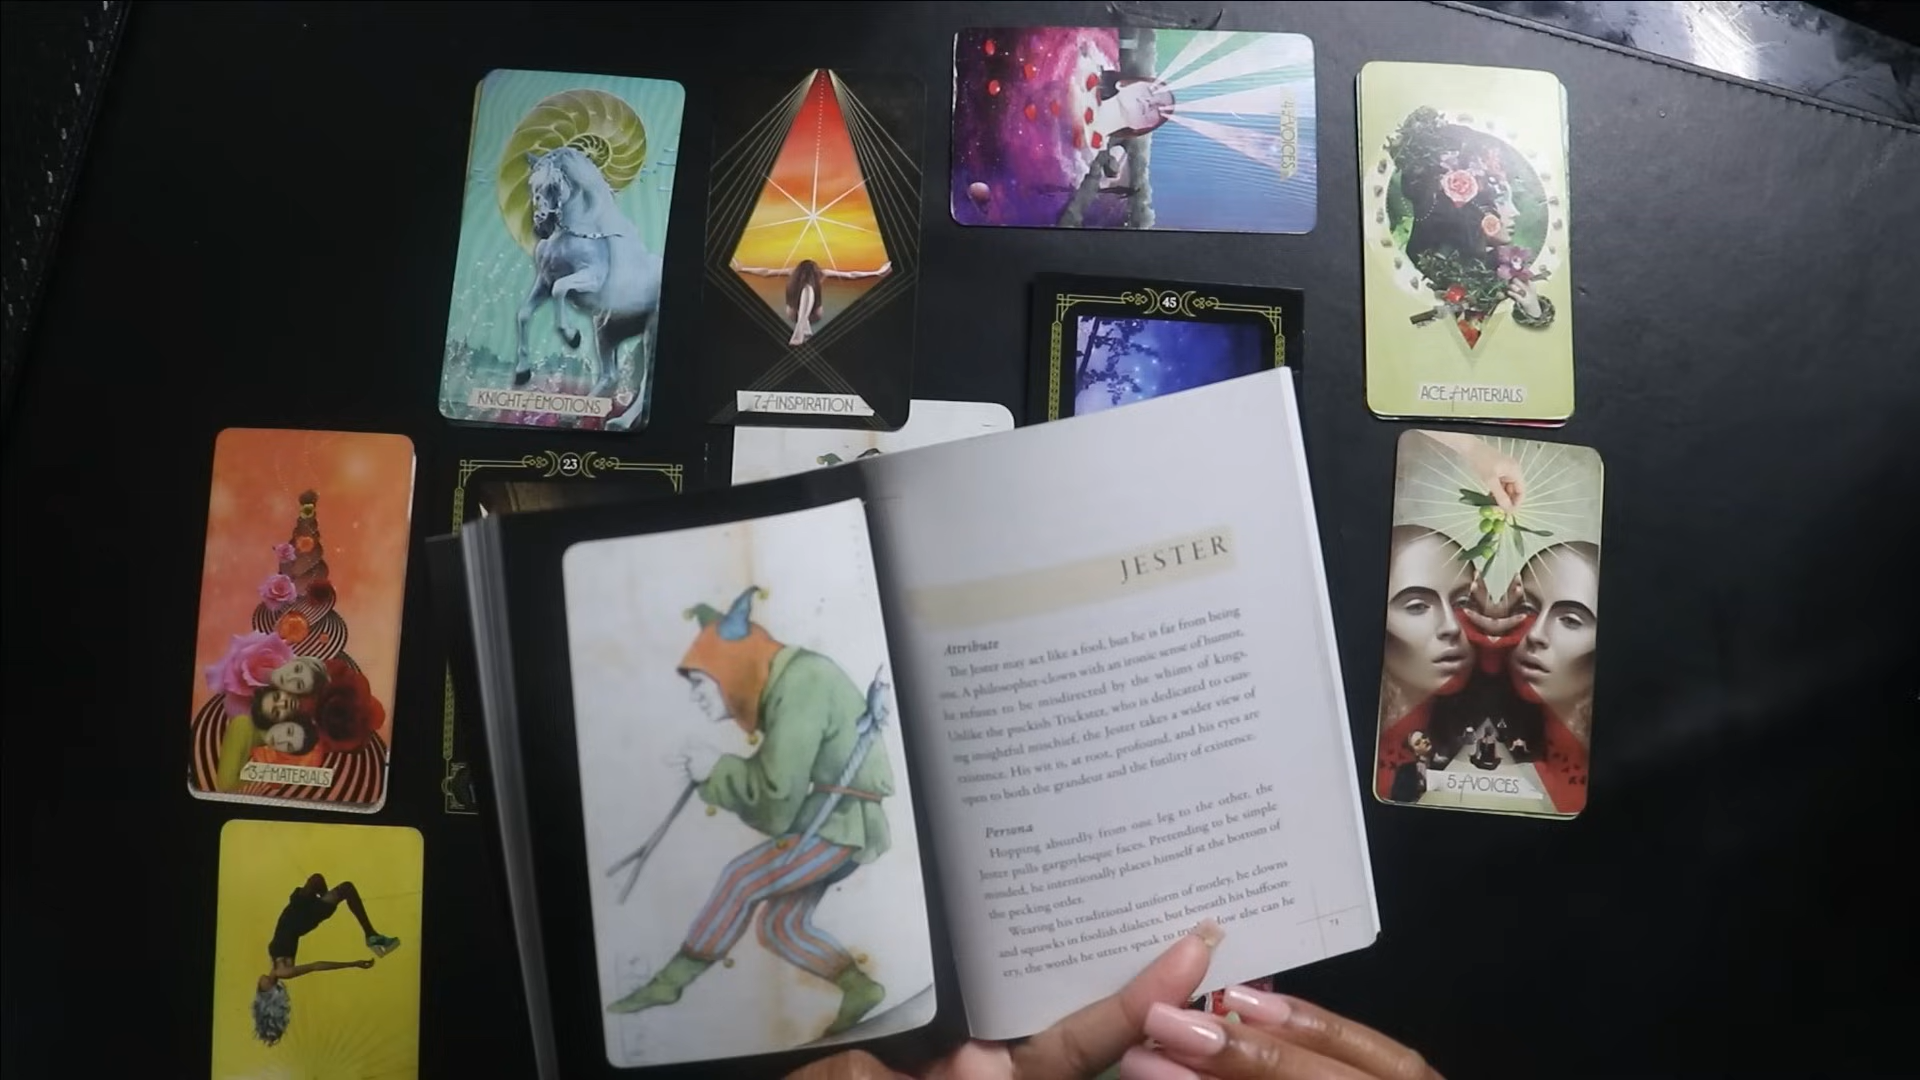 4 of VOICES
KNIGHT of EMOTIONS
7 of INSPIRATION
45
ACE of MATERIALS
23
3 of MATERIALS
5 of VOICES
JESTER
Attribute
The Jester may act like a fool, but he is far from being
one. A philosopher-clown with an ironic sense of humor,
he refuses to be misdirected by the whims of kings.
Unlike the puckish Trickster, who is dedicated to caus-
ing insightful mischief, the Jester takes a wider view of
existence. His wit is, at root, profound, and his eyes are
open to both the grandeur and the futility of existence.
Persona
Hopping absurdly from one leg to the other, the
Jester pulls gargoylesque faces. Pretending to be simple
minded, he intentionally places himself at the bottom of
the pecking order.
Wearing his traditional uniform of motley, he clowns
and squawks in foolish dialects, but beneath his buffoon-
ery, the words he utters speak to truth. How else can he